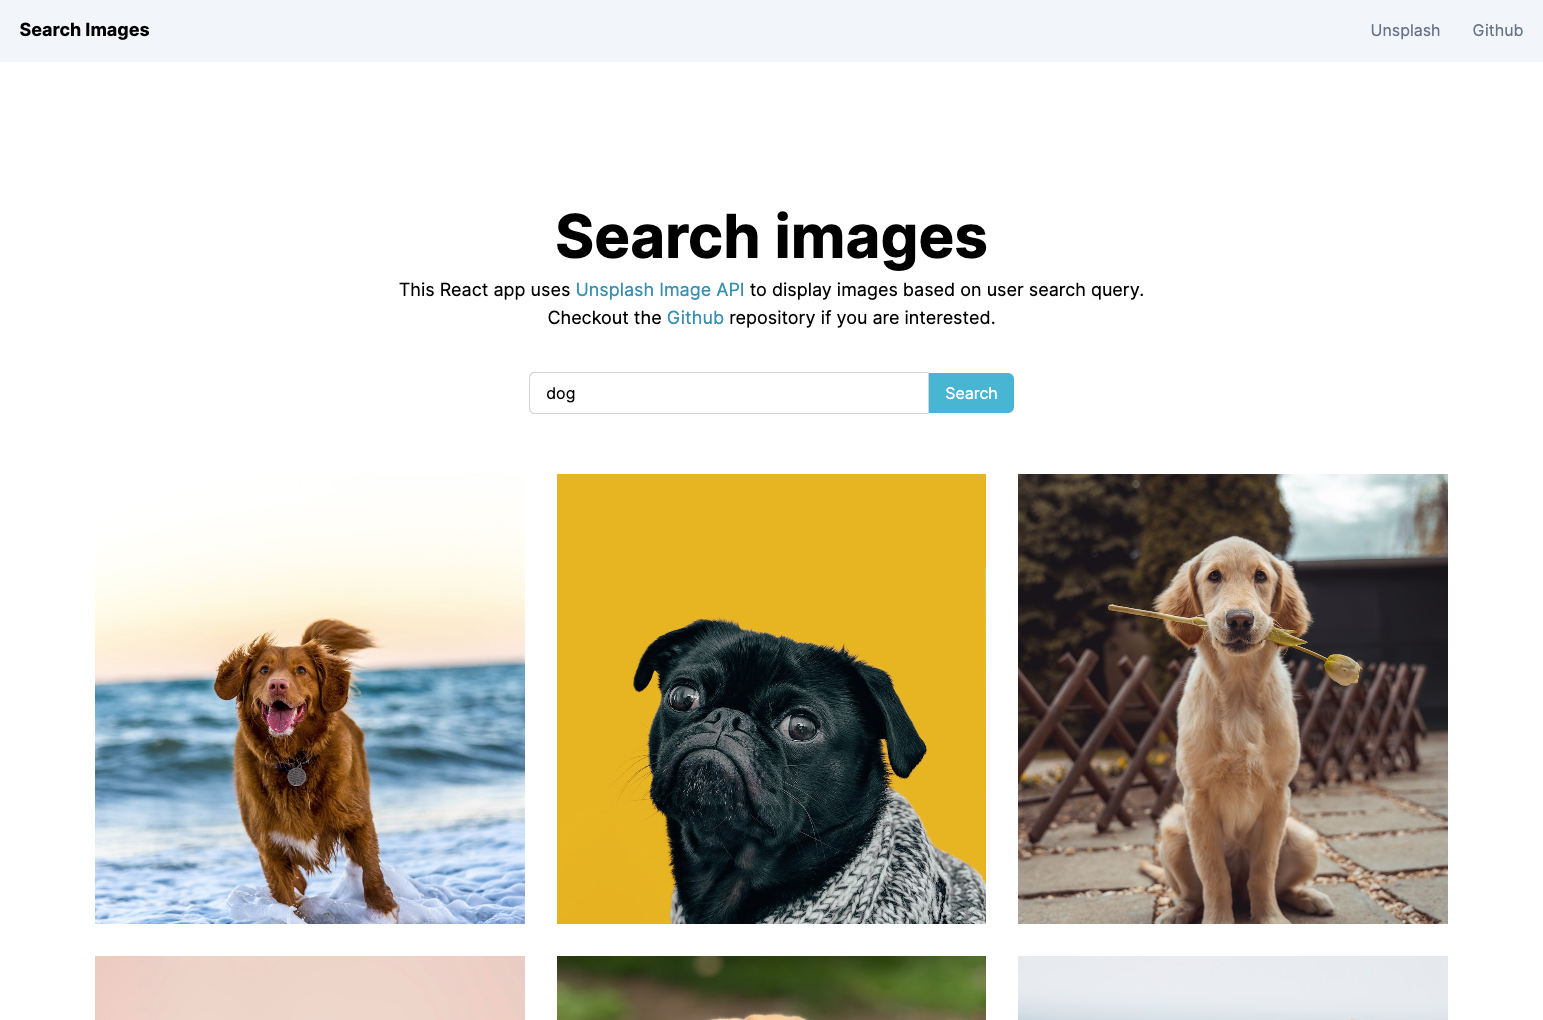 Search Images
Unsplash
Github
Search images
This React app uses Unsplash Image API to display images based on user search query.
Checkout the Github repository if you are interested.
dog
Search